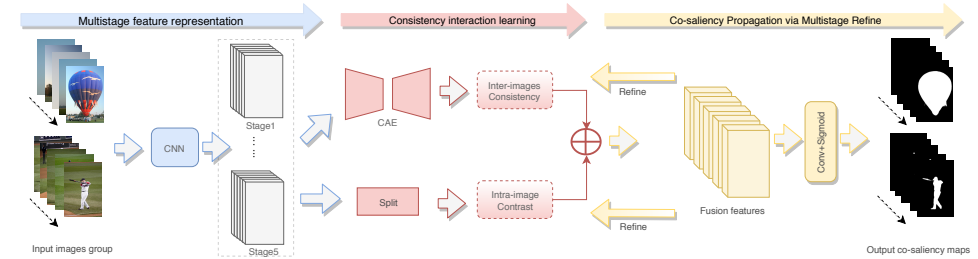 Multistage feature representation
Consistency interaction learning
Co-saliency Propagation via Multistage Refine
Input images group
CNN
Stage1
Stage5
CAE
Split
Inter-images
Consistency
Intra-image
Contrast
Refine
Refine
Fusion features
Conv+Sigmoid
Output co-saliency maps